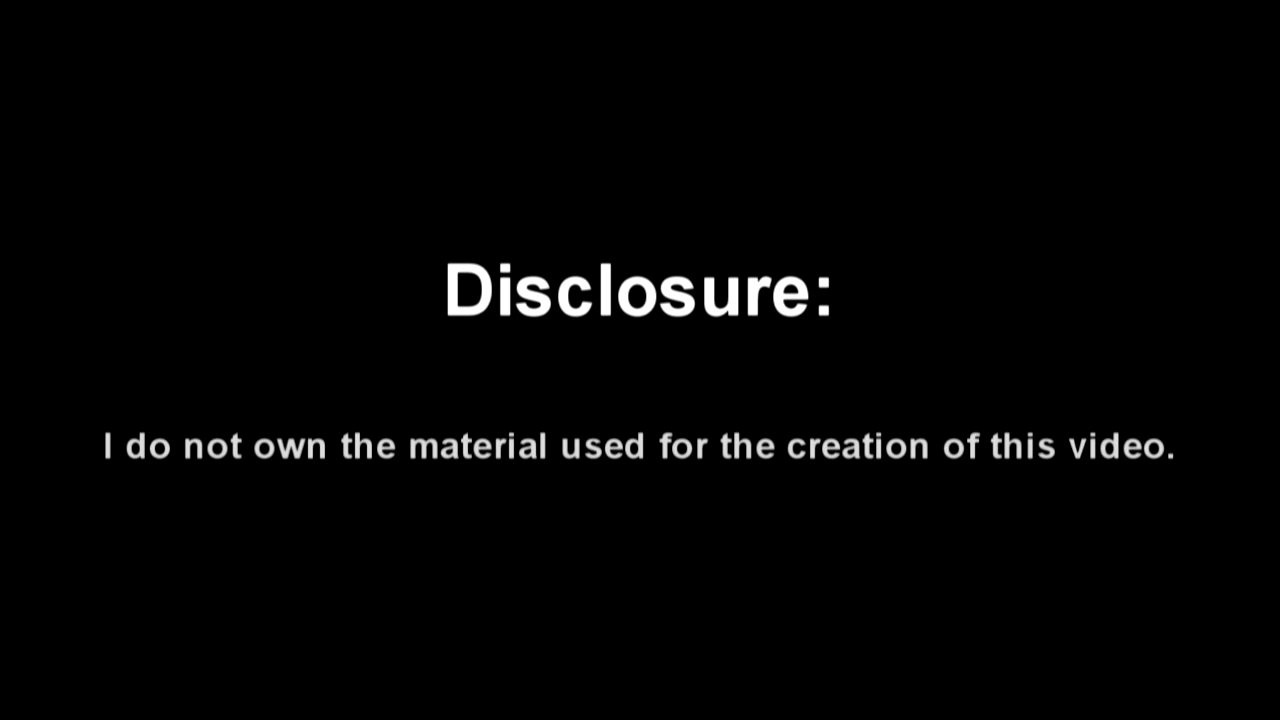 Disclosure:
I do not own the material used for the creation of this video.